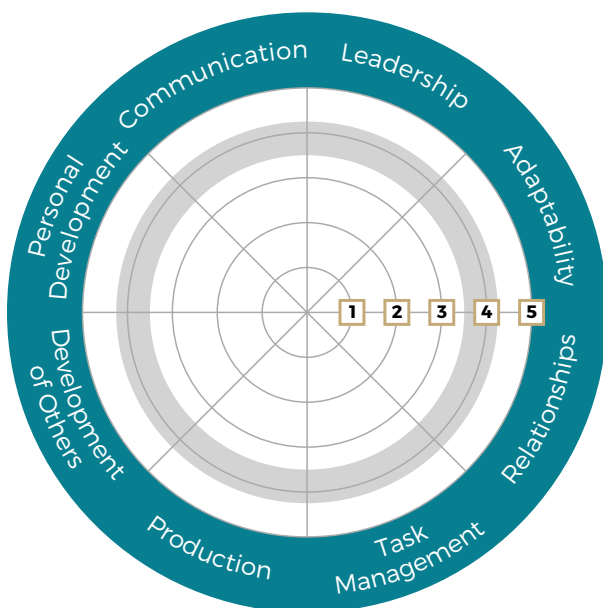 Communication
Leadership
Adaptability
Relationships
Task
Management
Production
Development
of Others
Personal
Development
1
2
3
4
5